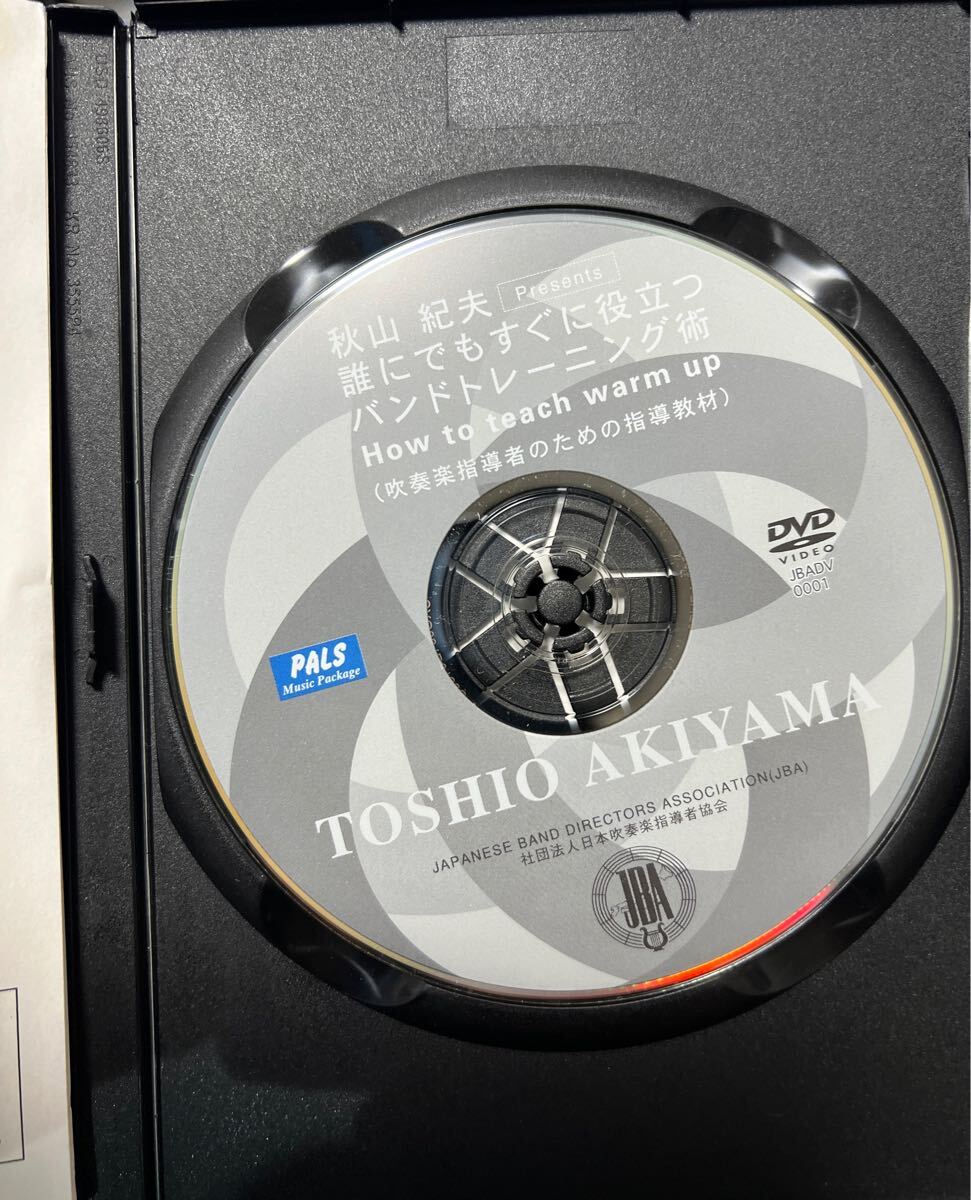 秋山 紀夫 Presents
誰にでもすぐに役立つ
バンドトレーニング術
How to teach warm up
（吹奏楽指導者のための指導教材）
DVD
VIDEO
JBADV
0001
PALS
Music Package
TOSHIO AKIYAMA
JAPANESE BAND DIRECTORS ASSOCIATION(JBA)
社団法人日本吹奏楽指導者協会
JBA